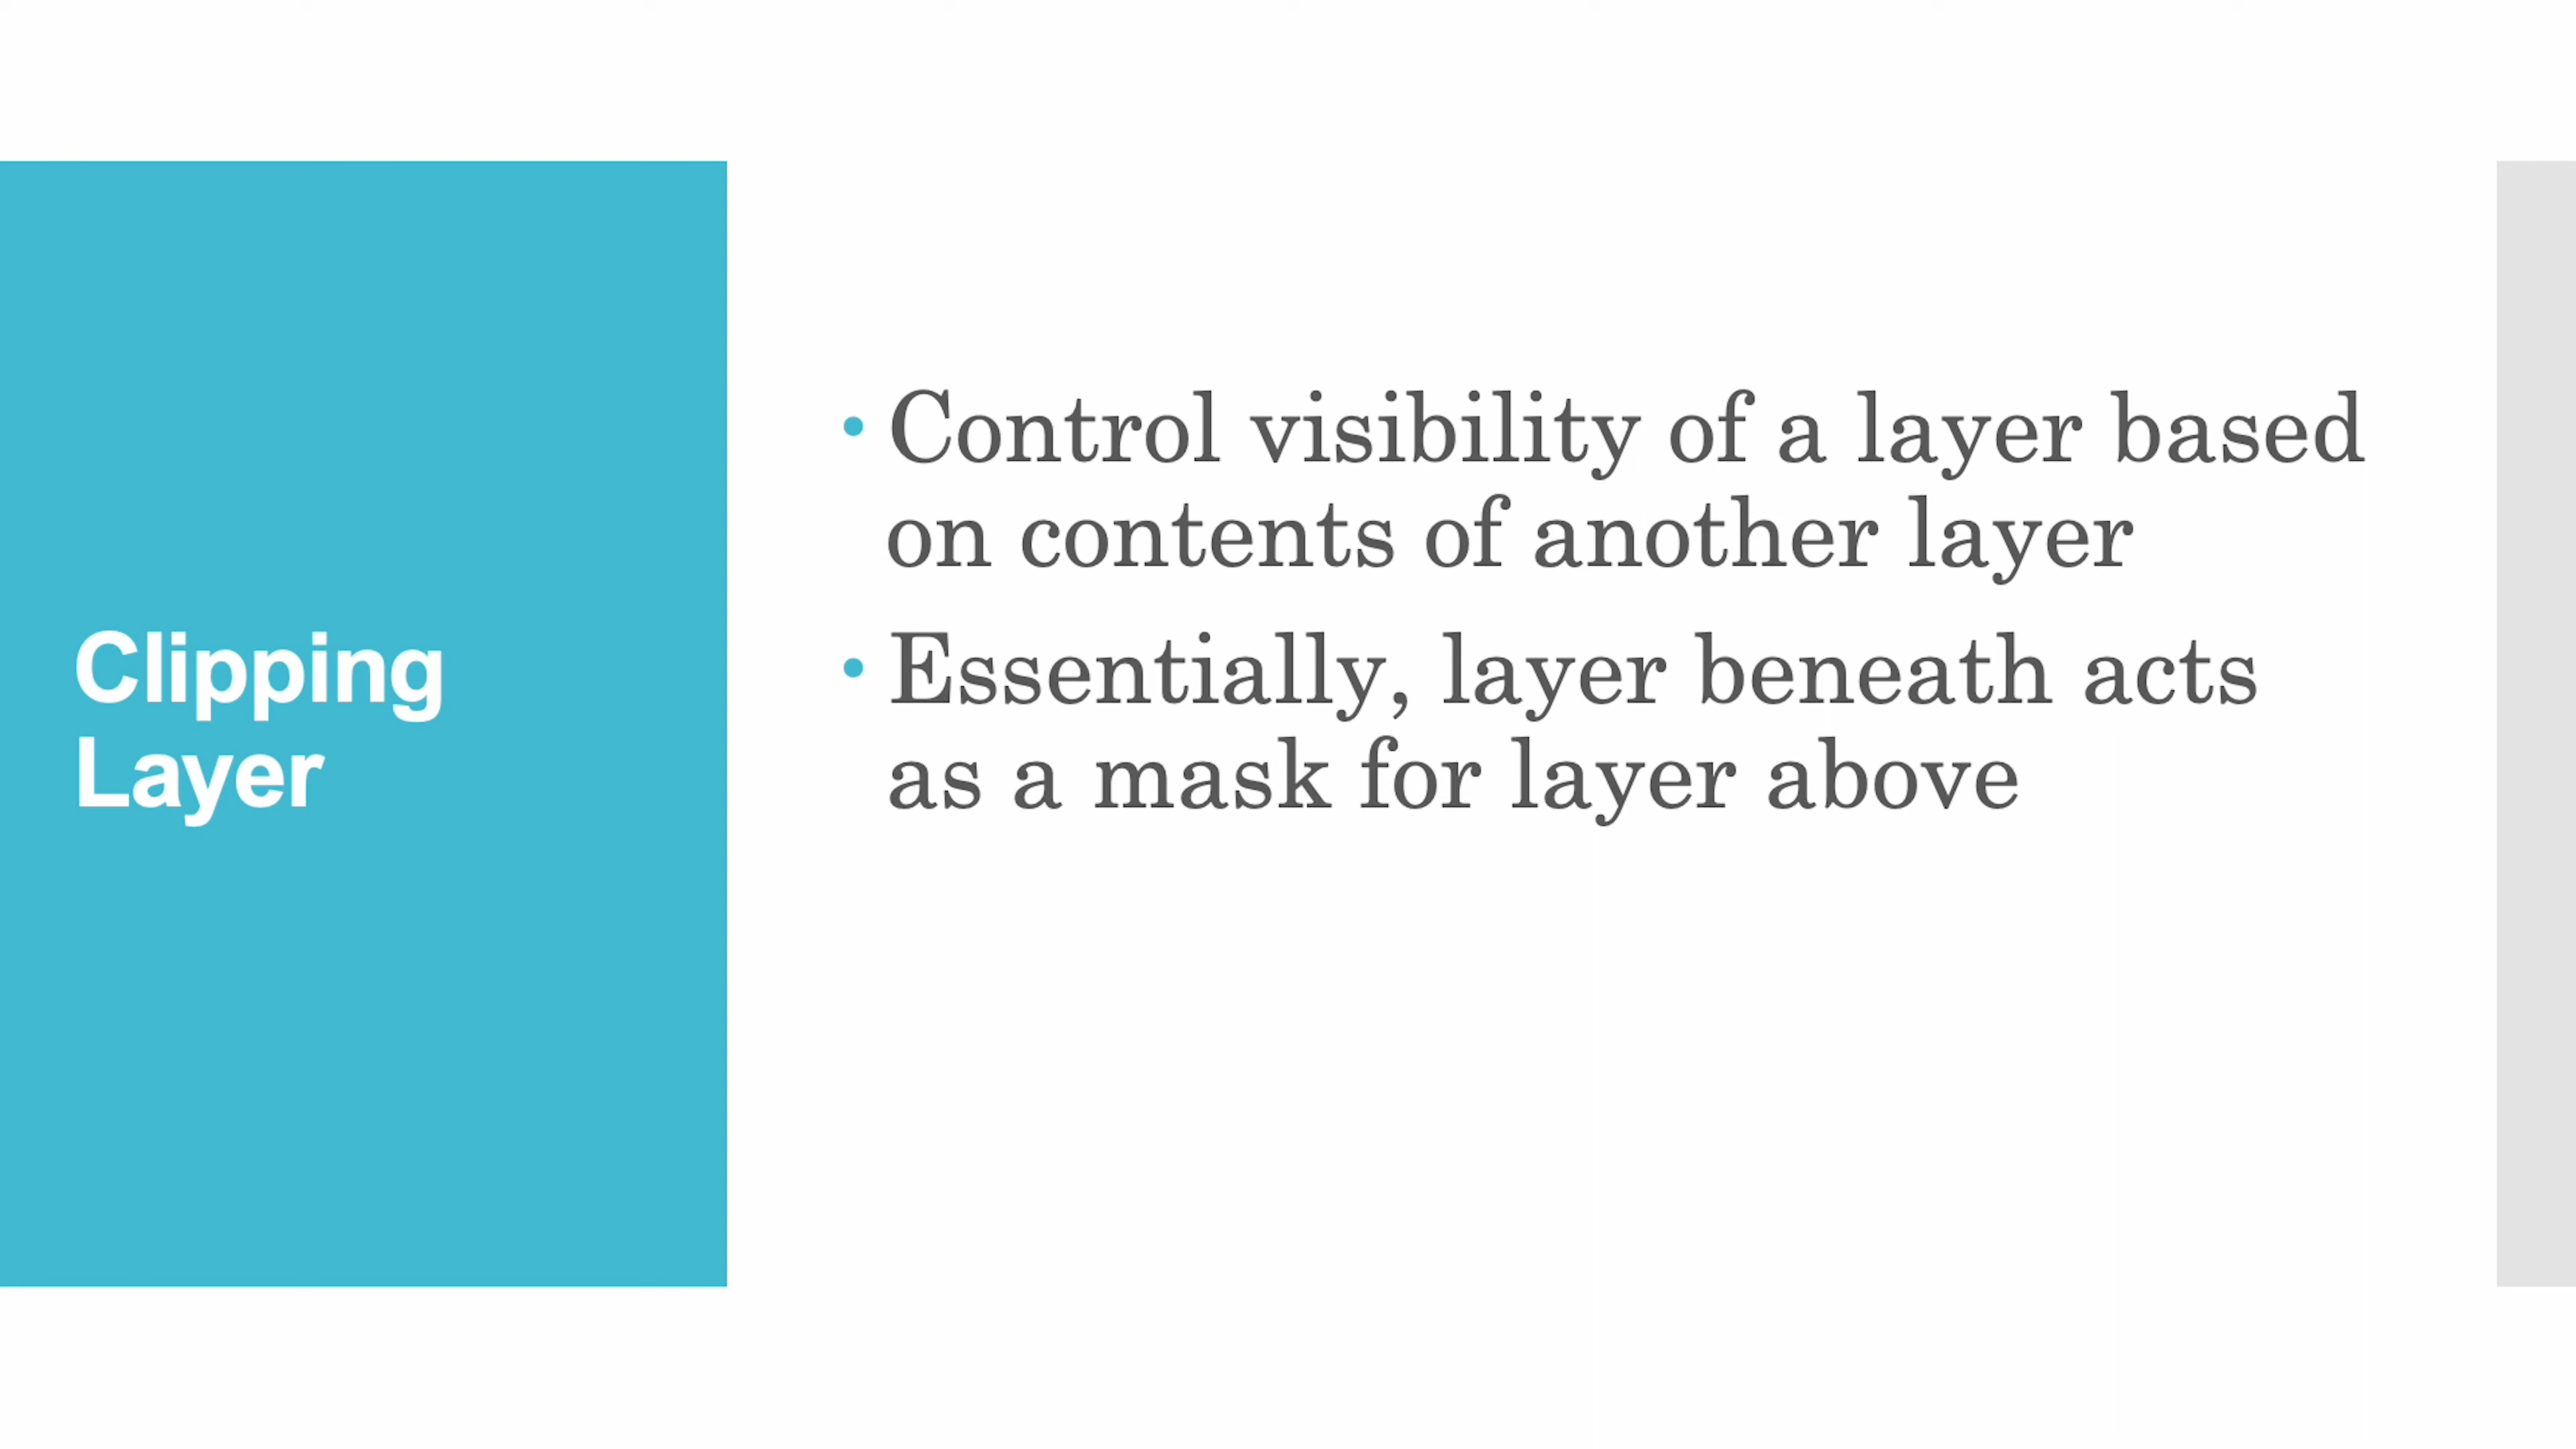 Clipping
Layer
• Control visibility of a layer based
on contents of another layer
• Essentially, layer beneath acts
as a mask for layer above